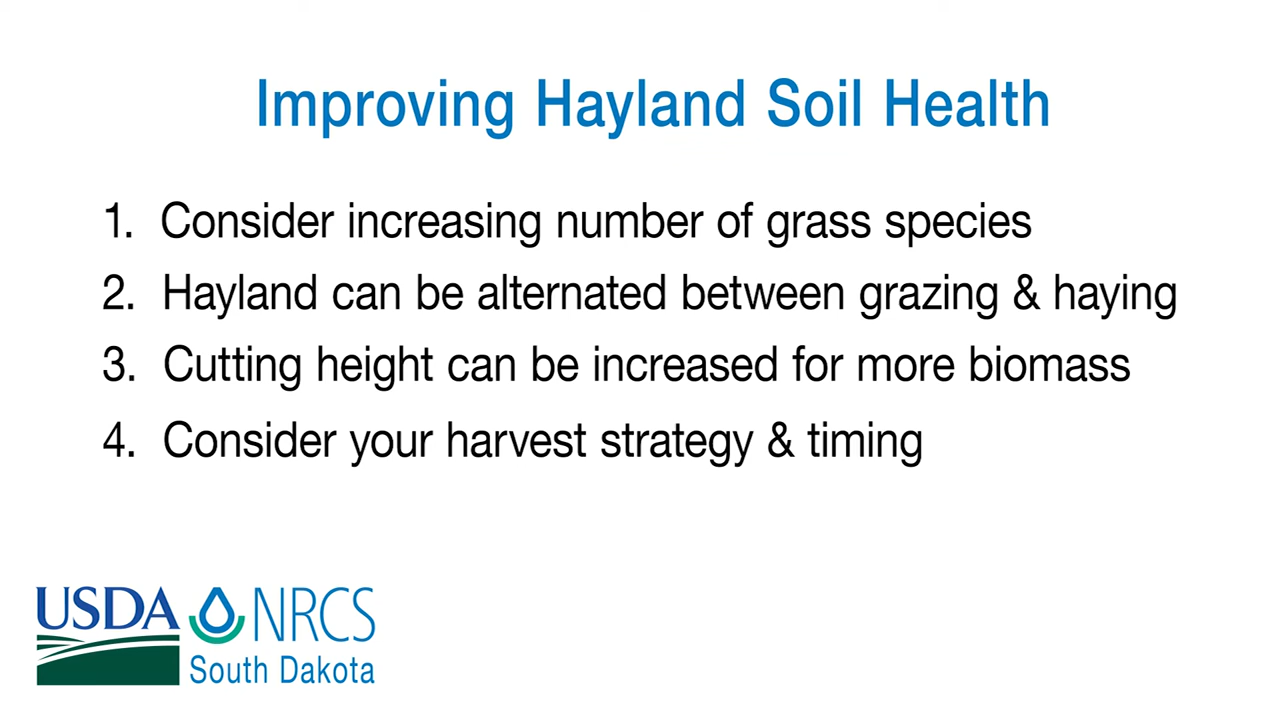 Improving Hayland Soil Health
1. Consider increasing number of grass species
2. Hayland can be alternated between grazing & haying
3. Cutting height can be increased for more biomass
4. Consider your harvest strategy & timing
USDA NRCS
South Dakota